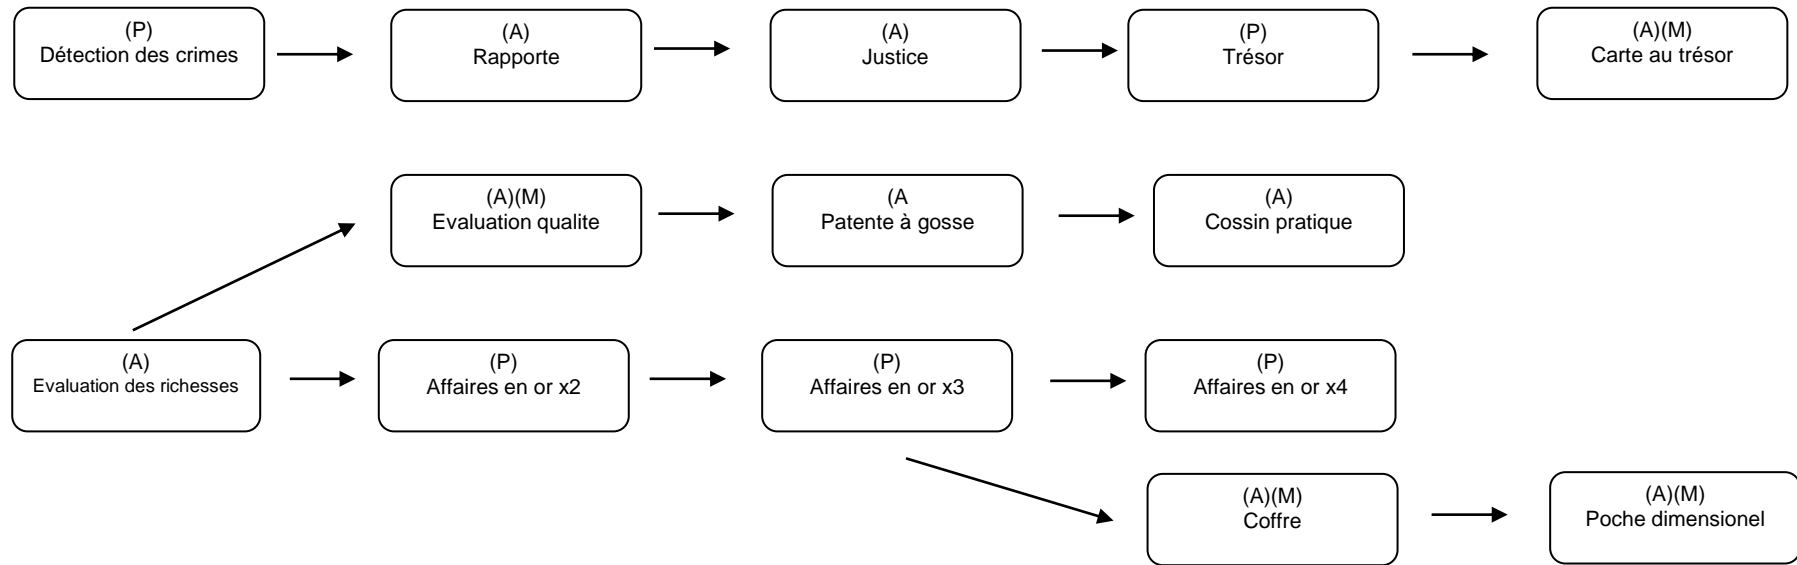 (P)
Détection des crimes
(A)
Rapporte
(A)
Justice
(P)
Trésor
(A)(M)
Carte au trésor
(A)(M)
Evaluation qualite
(A
Patente à gosse
(A)
Cossin pratique
(A)
Evaluation des richesses
(P)
Affaires en or x2
(P)
Affaires en or x3
(P)
Affaires en or x4
(A)(M)
Coffre
(A)(M)
Poche dimensionel